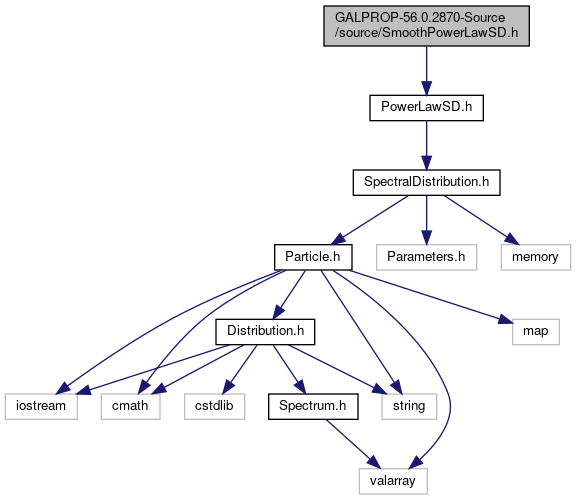 GALPROP-56.0.2870-Source
/source/SmoothPowerLawSD.h
PowerLawSD.h
SpectralDistribution.h
Particle.h
Parameters.h
memory
Distribution.h
map
iostream
cmath
cstdlib
Spectrum.h
string
valarray